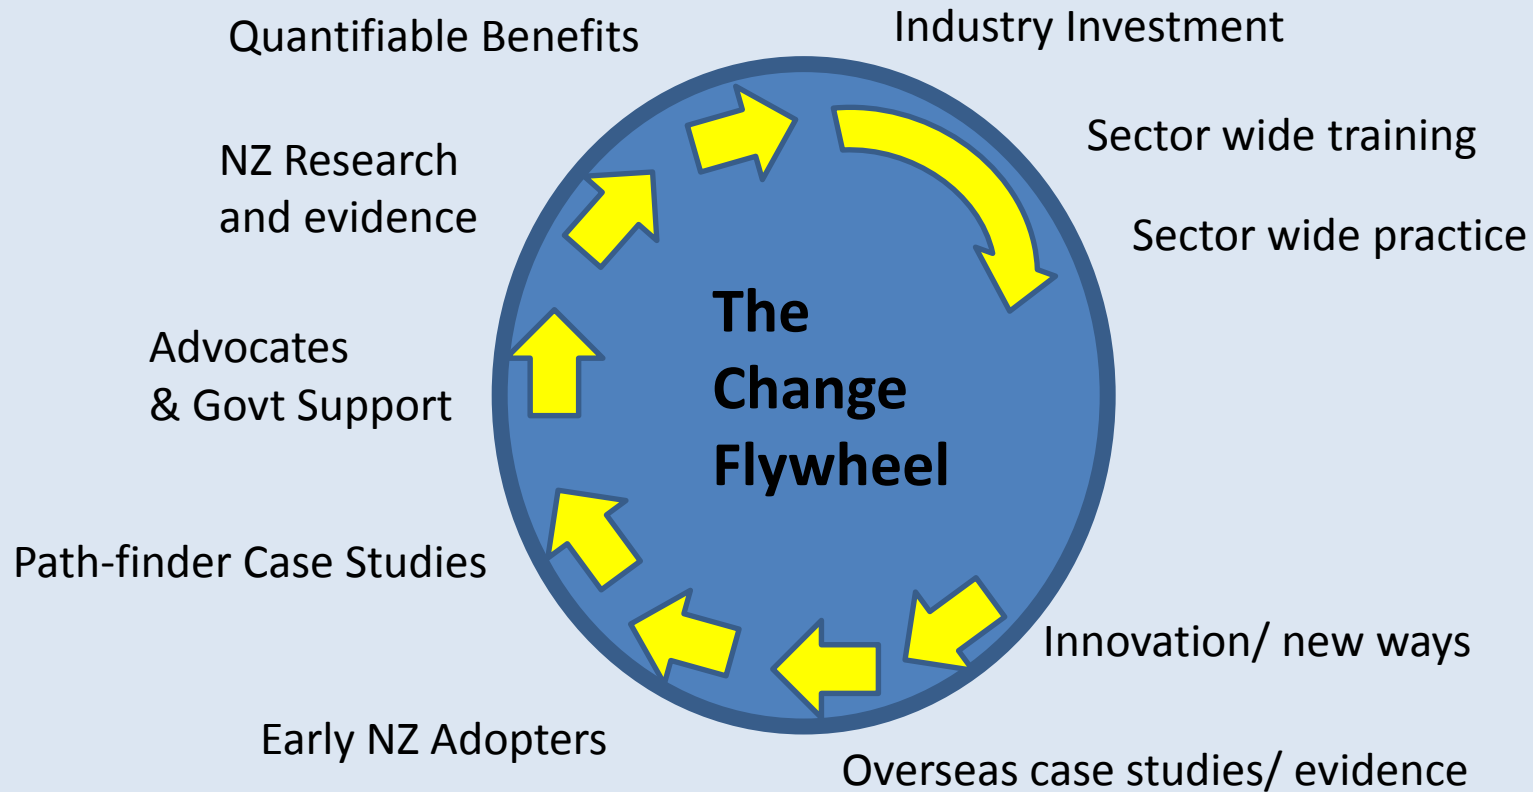 Quantifiable Benefits
Industry Investment
Sector wide training
NZ Research
and evidence
Sector wide practice
The
Change
Flywheel
Advocates
& Govt Support
Path-finder Case Studies
Innovation/ new ways
Early NZ Adopters
Overseas case studies/ evidence